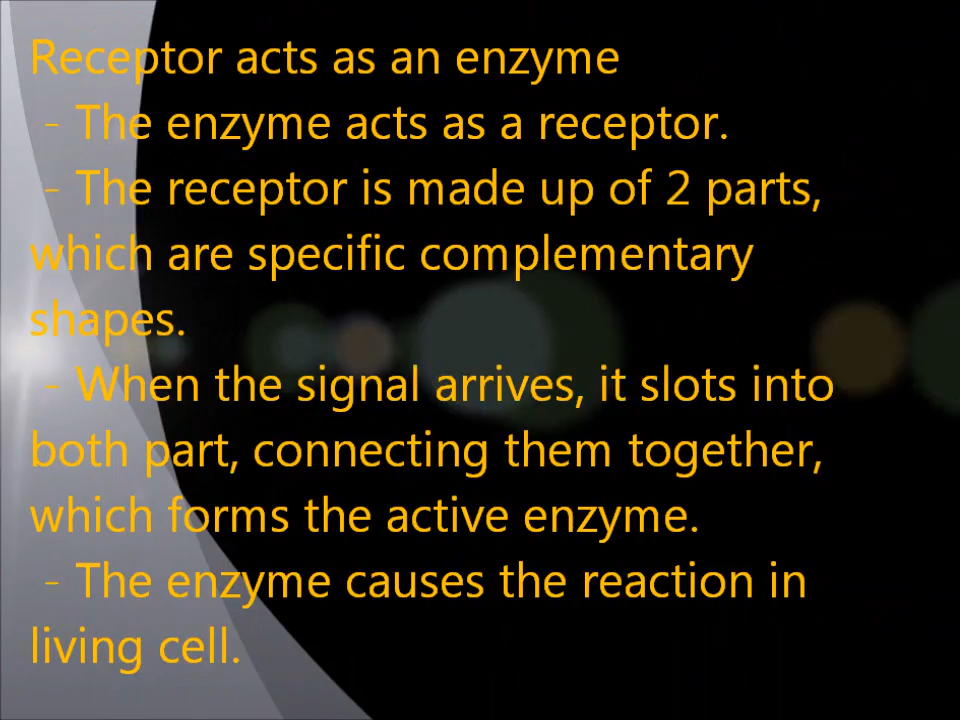 Receptor acts as an enzyme
- The enzyme acts as a receptor.
- The receptor is made up of 2 parts,
which are specific complementary
shapes.
- When the signal arrives, it slots into
both part, connecting them together,
which forms the active enzyme.
- The enzyme causes the reaction in
living cell.